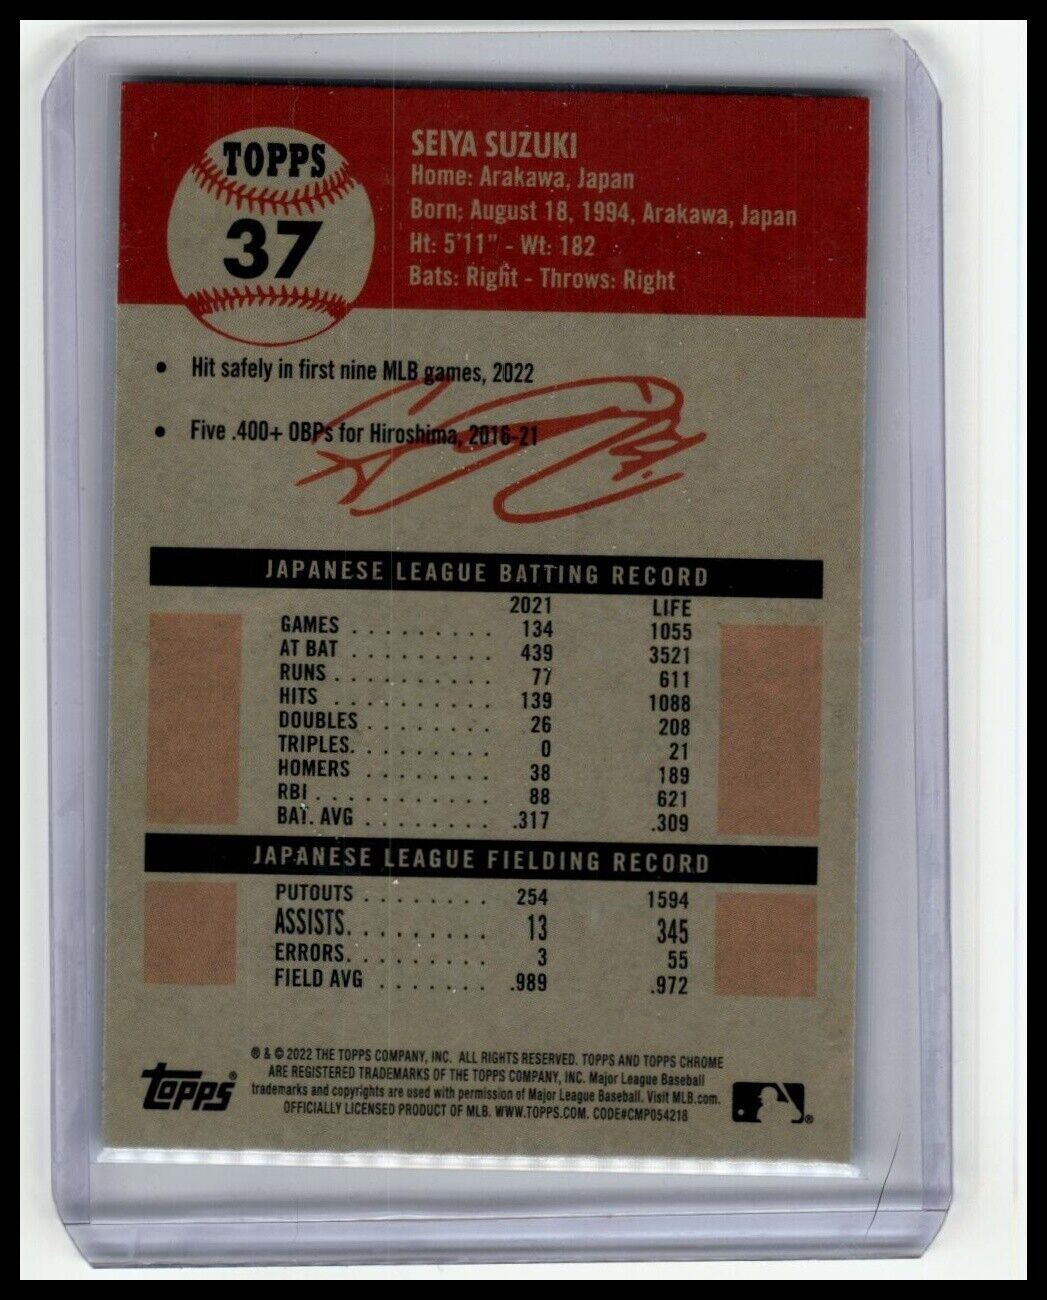 TOPPS
37
SEIYA SUZUKI
Home: Arakawa, Japan
Born; August 18, 1994, Arakawa, Japan
Ht: 5'11" - Wt: 182
Bats: Right - Throws: Right
• Hit safely in first nine MLB games, 2022
• Five .400+ OBPs for Hiroshima, 2016-21
JAPANESE LEAGUE BATTING RECORD
2021 LIFE
GAMES . . . . . . . . . . 134 1055
AT BAT . . . . . . . . . 439 3521
RUNS . . . . . . . . . . 77 611
HITS . . . . . . . . . . 139 1088
DOUBLES . . . . . . . . 26 208
TRIPLES. . . . . . . . . 0 21
HOMERS . . . . . . . . 38 189
RBI . . . . . . . . . . . 88 621
BAT. AVG . . . . . . . . .317 .309
JAPANESE LEAGUE FIELDING RECORD
PUTOUTS . . . . . . . . 254 1594
ASSISTS. . . . . . . . . 13 345
ERRORS. . . . . . . . . 3 55
FIELD AVG . . . . . . . .989 .972
® & © 2022 THE TOPPS COMPANY, INC. ALL RIGHTS RESERVED. TOPPS AND TOPPS CHROME
ARE REGISTERED TRADEMARKS OF THE TOPPS COMPANY, INC. Major League Baseball
trademarks and copyrights are used with permission of Major League Baseball. Visit MLB.com.
OFFICIALLY LICENSED PRODUCT OF MLB. WWW.TOPPS.COM. CODE#CMP054218
TOPPS®
®